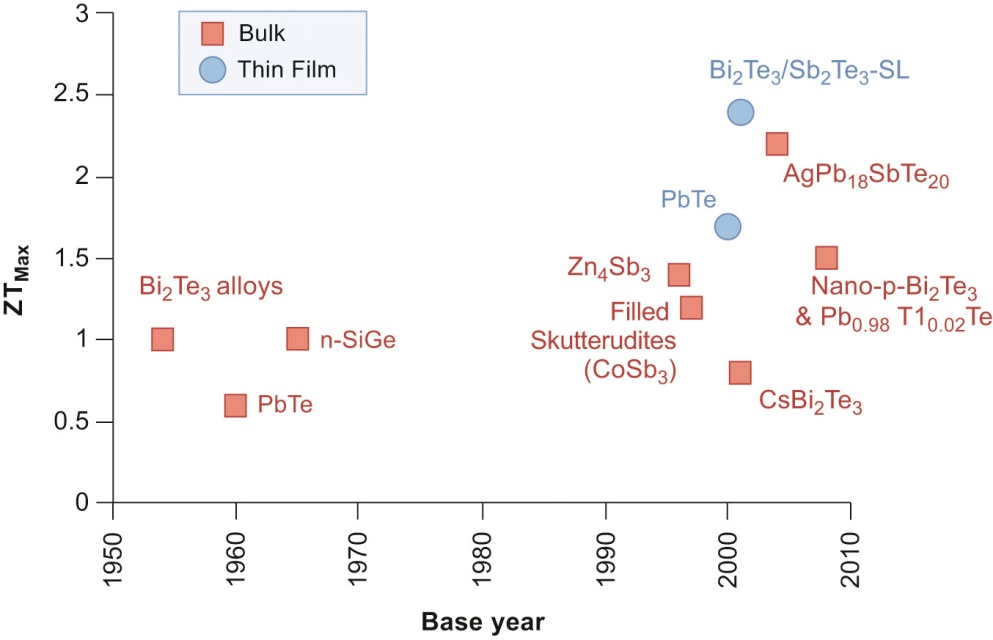 3
2.5
2
1.5
1
0.5
0
ZT_Max
Bulk
Thin Film
Bi₂Te₃/Sb₂Te₃-SL
AgPb₁₈SbTe₂₀
PbTe
Zn₄Sb₃
Bi₂Te₃ alloys
Nano-p-Bi₂Te₃
& Pb₀.₉₈ T1₀.₀₂Te
Filled
Skutterudites
(CoSb₃)
n-SiGe
PbTe
CsBi₂Te₃
1950
1960
1970
1980
1990
2000
2010
Base year